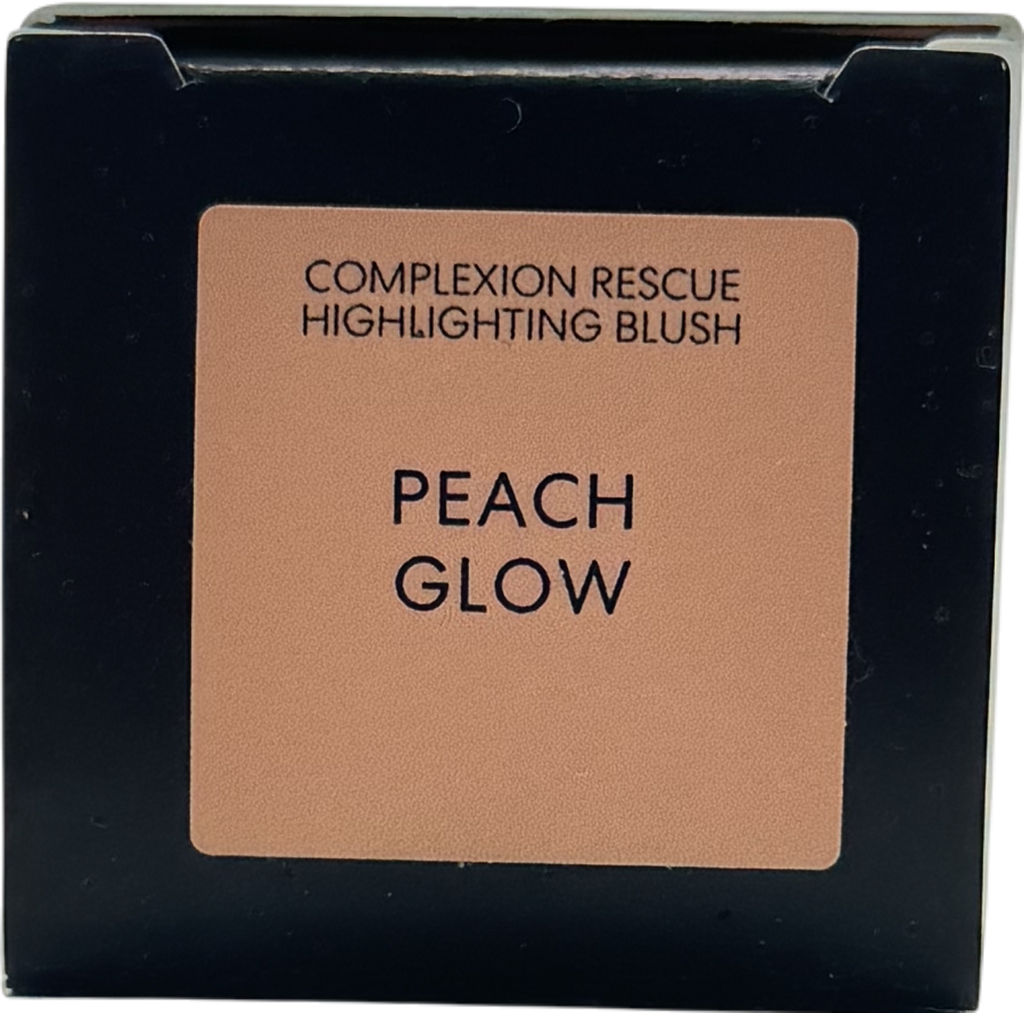 COMPLEXION RESCUE
HIGHLIGHTING BLUSH
PEACH
GLOW